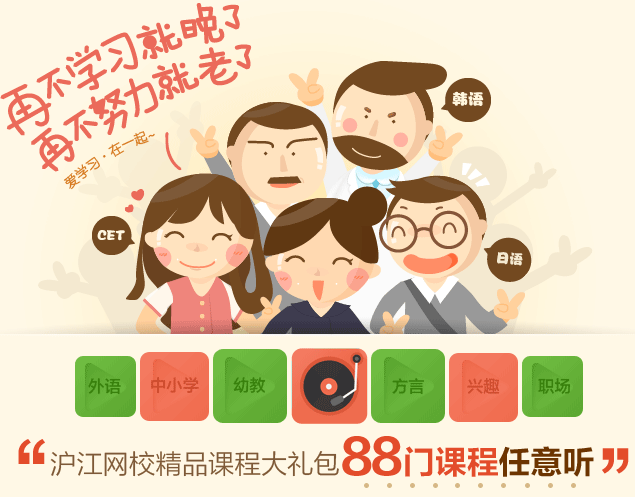 再不学习就晚了
再不努力就老了
爱学习·在一起~
韩语
CET
日语
外语 中小学 幼教 方言 兴趣 职场
“沪江网校精品课程大礼包88门课程任意听”